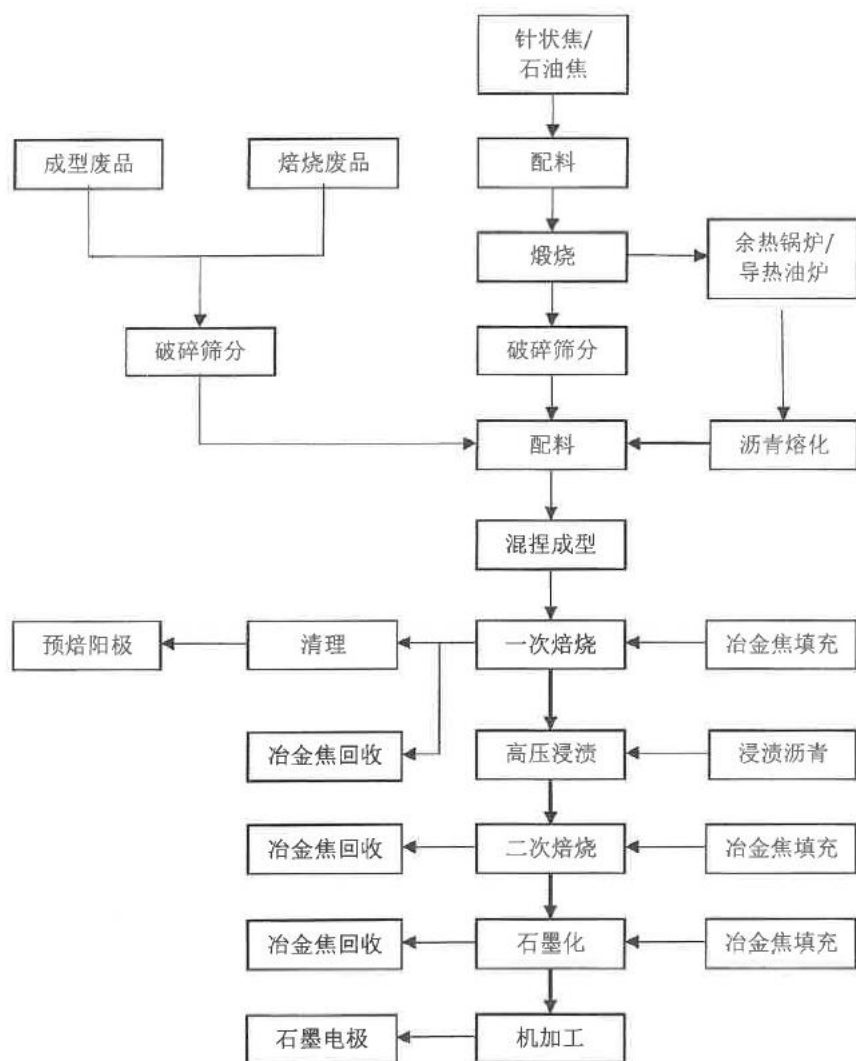 针状焦/
石油焦
成型废品
焙烧废品
配料
煅烧
余热锅炉/
导热油炉
破碎筛分
破碎筛分
配料
沥青熔化
混捏成型
预焙阳极
清理
一次焙烧
冶金焦填充
冶金焦回收
高压浸渍
浸渍沥青
冶金焦回收
二次焙烧
冶金焦填充
冶金焦回收
石墨化
冶金焦填充
石墨电极
机加工